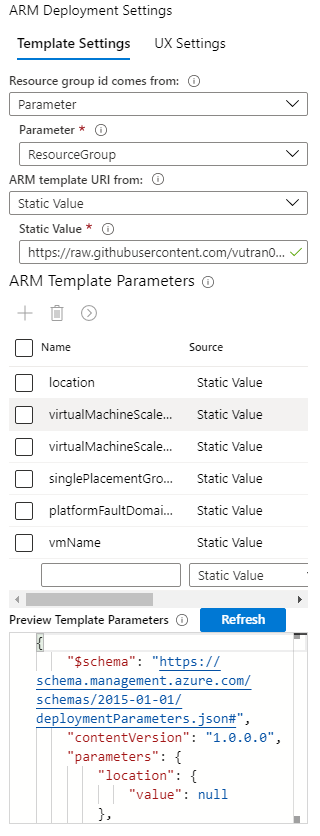 ARM Deployment Settings
Template Settings UX Settings
Resource group id comes from:
Parameter
Parameter *
ResourceGroup
ARM template URI from:
Static Value
Static Value *
https://raw.githubusercontent.com/vutran0...
ARM Template Parameters
Name Source
location Static Value
virtualMachineScale... Static Value
virtualMachineScale... Static Value
singlePlacementGro... Static Value
platformFaultDomai... Static Value
vmName Static Value
Static Value
Preview Template Parameters Refresh
{
"$schema": "https://
schema.management.azure.com/
schemas/2015-01-01/
deploymentParameters.json#",
"contentVersion": "1.0.0.0",
"parameters": {
"location": {
"value": null
},